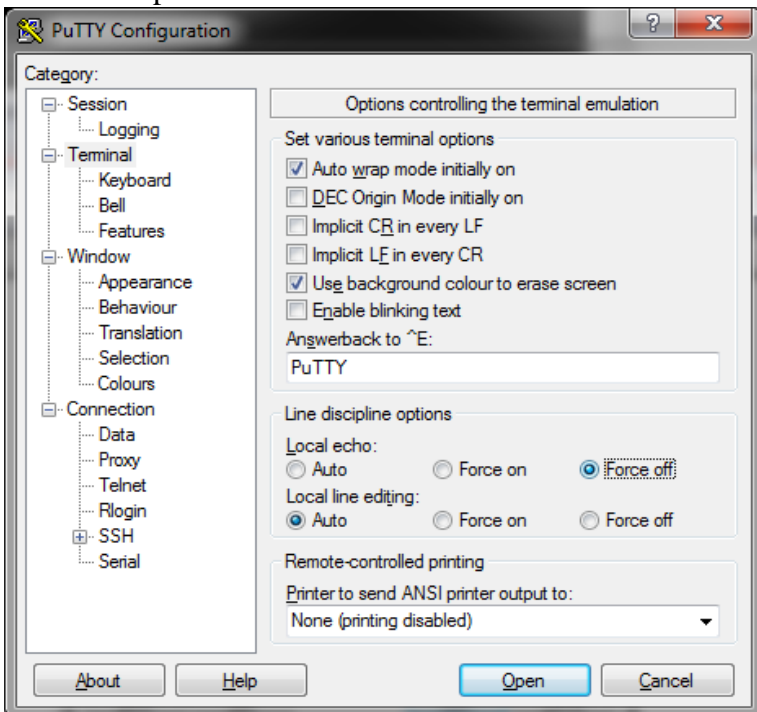 PuTTY Configuration
Category:
Session
Logging
Terminal
Keyboard
Bell
Features
Window
Appearance
Behaviour
Translation
Selection
Colours
Connection
Data
Proxy
Telnet
Rlogin
SSH
Serial
Options controlling the terminal emulation
Set various terminal options
Auto wrap mode initially on
DEC Origin Mode initially on
Implicit CR in every LF
Implicit LF in every CR
Use background colour to erase screen
Enable blinking text
Answerback to ^E:
PuTTY
Line discipline options
Local echo:
Auto Force on Force off
Local line editing:
Auto Force on Force off
Remote-controlled printing
Printer to send ANSI printer output to:
None (printing disabled)
About Help Open Cancel